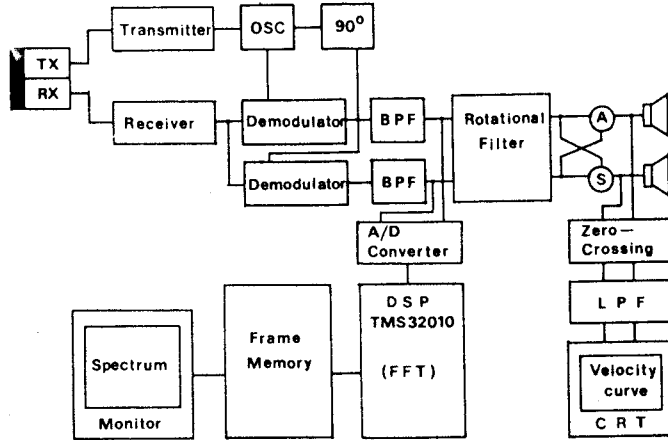 Transmitter
OSC
90°
TX
RX
Receiver
Demodulator
BPF
Rotational
Filter
A
Demodulator
BPF
S
A/D
Converter
Zero—
Crossing
DSP
TMS32010
(FFT)
LPF
Frame
Memory
Spectrum
Monitor
Velocity
curve
CRT